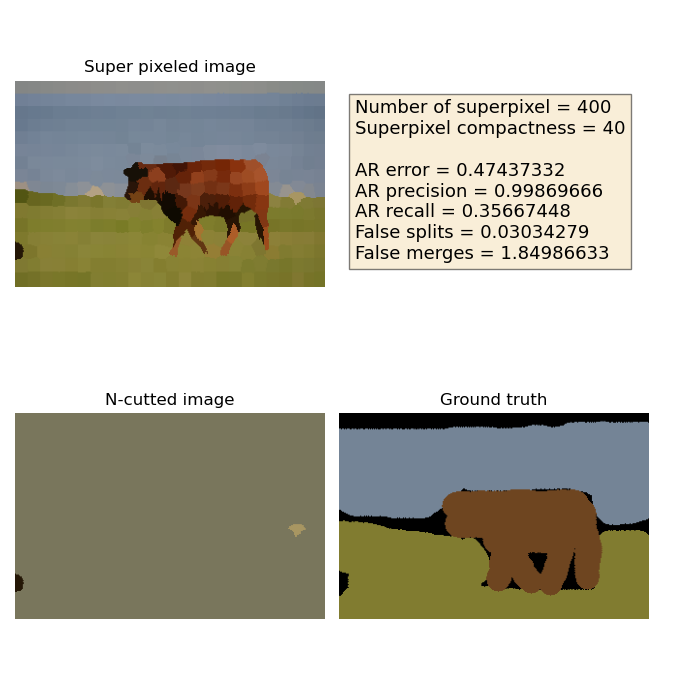 Super pixeled image
Number of superpixel = 400
Superpixel compactness = 40
AR error = 0.47437332
AR precision = 0.99869666
AR recall = 0.35667448
False splits = 0.03034279
False merges = 1.84986633
N-cutted image
Ground truth